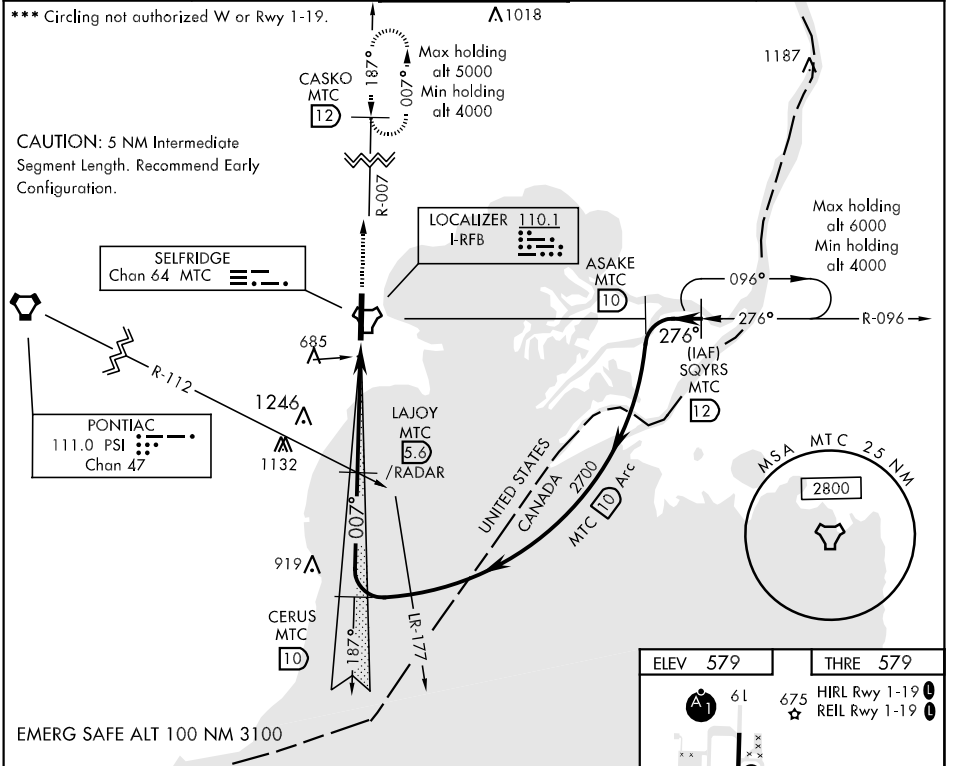 *** Circling not authorized W or Rwy 1-19.
1018
1187
187°
007°
Max holding
alt 5000
Min holding
alt 4000
CASKO
MTC
12
CAUTION: 5 NM Intermediate
Segment Length. Recommend Early
Configuration.
R-007
LOCALIZER 110.1
I-RFB
Max holding
alt 6000
Min holding
alt 4000
SELFRIDGE
Chan 64 MTC
ASAKE
MTC
10
096°
276°
R-096
276°
(IAF)
SQYRS
MTC
12
685
R-112
PONTIAC
111.0 PSI
Chan 47
1246
1132
LAJOY
MTC
5.6
/RADAR
UNITED STATES
CANADA
2700
MTC 10 Arc
MSA MTC 25 NM
2800
007°
919
CERUS
MTC
10
187°
LR-177
ELEV 579
THRE 579
A1
19
675
HIRL Rwy 1-19 L
REIL Rwy 1-19 L
EMERG SAFE ALT 100 NM 3100